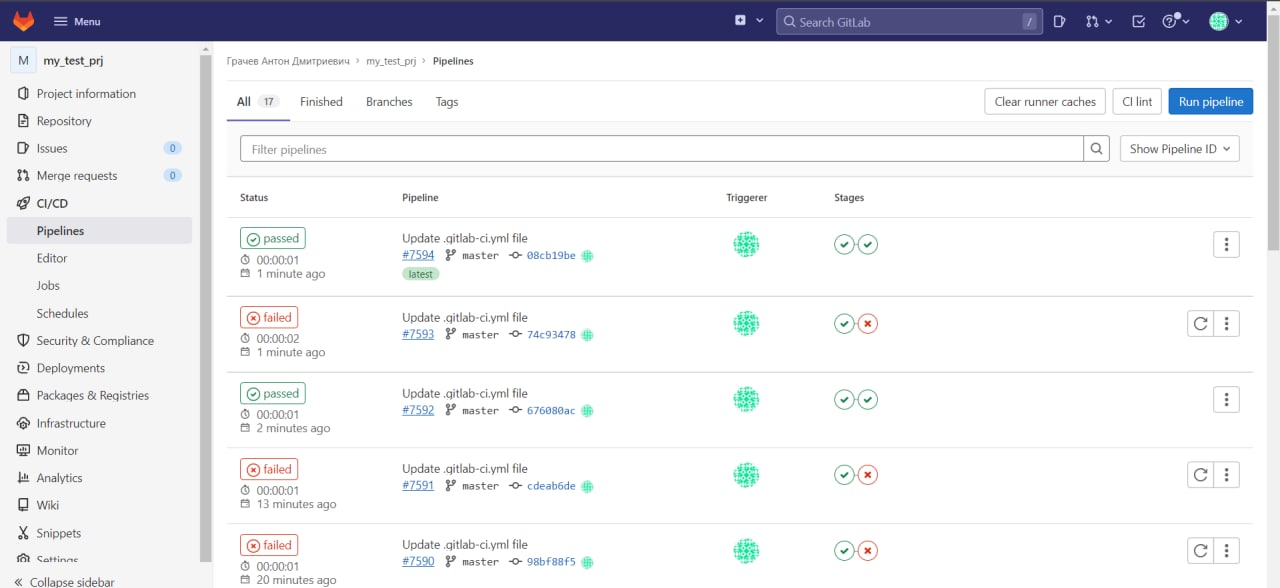 Menu
Search GitLab
/
M my_test_prj
Project information
Repository
Issues 0
Merge requests 0
CI/CD
Pipelines
Editor
Jobs
Schedules
Security & Compliance
Deployments
Packages & Registries
Infrastructure
Monitor
Analytics
Wiki
Snippets
Settings
« Collapse sidebar
Грачев Антон Дмитриевич › my_test_prj › Pipelines
All 17 Finished Branches Tags
Clear runner caches CI lint Run pipeline
Filter pipelines
Show Pipeline ID
Status Pipeline Triggerer Stages
passed
00:00:01
1 minute ago
Update .gitlab-ci.yml file
#7594 master 08cb19be
latest
failed
00:00:02
1 minute ago
Update .gitlab-ci.yml file
#7593 master 74c93478
passed
00:00:01
2 minutes ago
Update .gitlab-ci.yml file
#7592 master 676080ac
failed
00:00:01
13 minutes ago
Update .gitlab-ci.yml file
#7591 master cdeab6de
failed
00:00:01
20 minutes ago
Update .gitlab-ci.yml file
#7590 master 98bf88f5